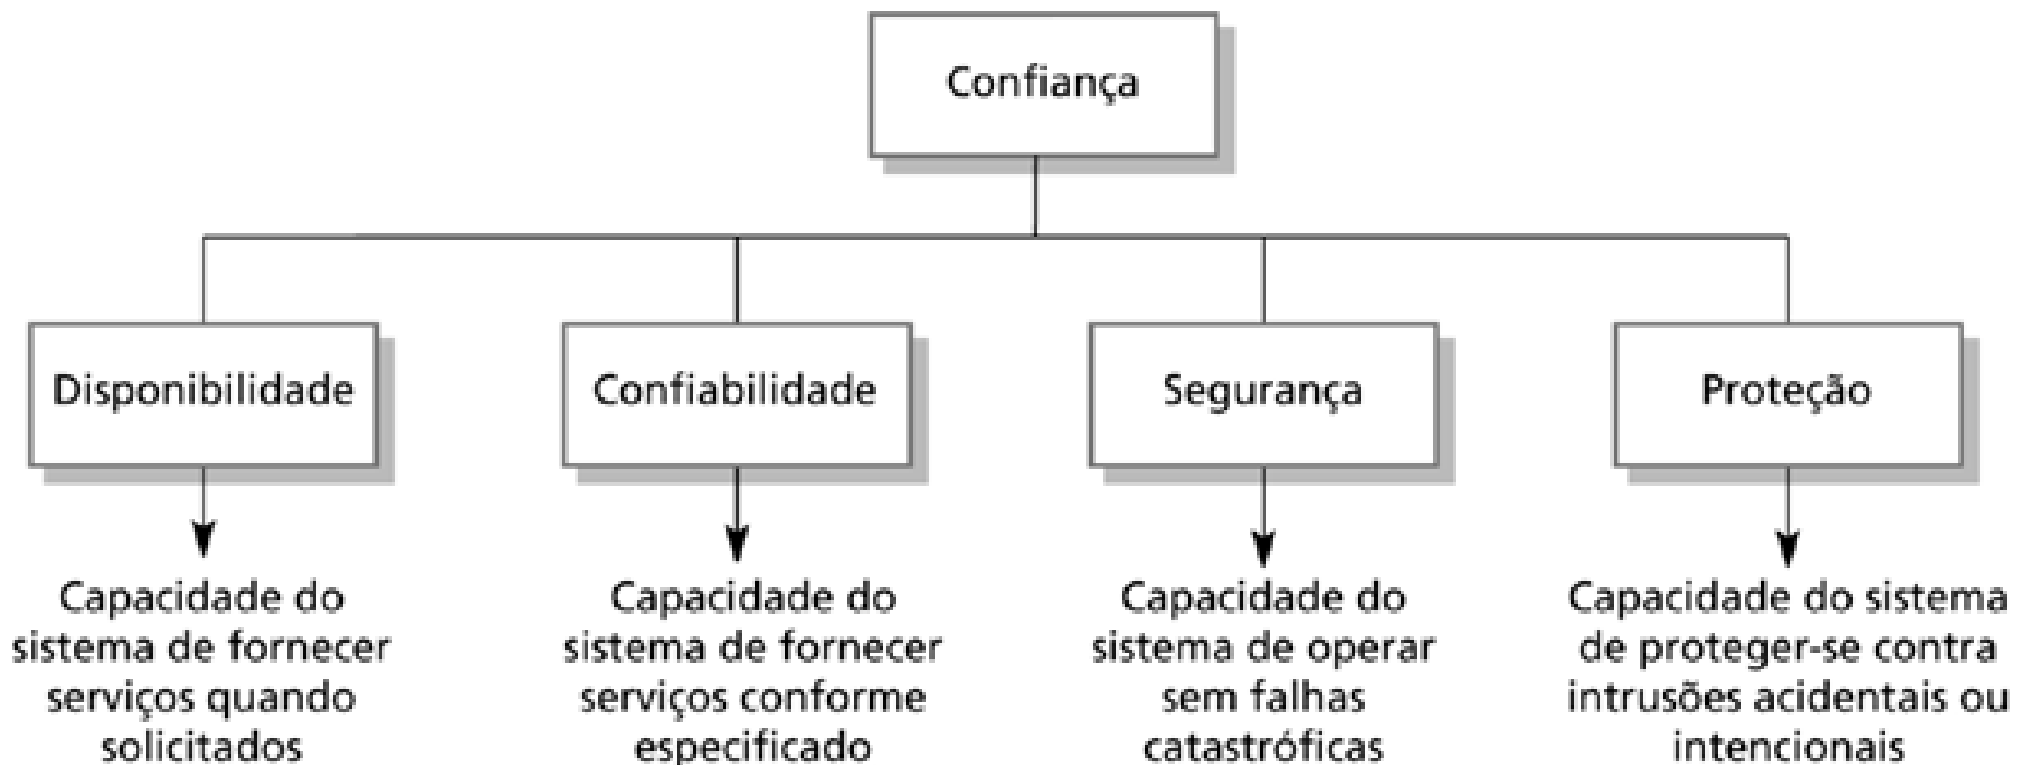 Confiança
Disponibilidade
Confiabilidade
Segurança
Proteção
Capacidade do
sistema de fornecer
serviços quando
solicitados
Capacidade do
sistema de fornecer
serviços conforme
especificado
Capacidade do
sistema de operar
sem falhas
catastróficas
Capacidade do sistema
de proteger-se contra
intrusões acidentais ou
intencionais